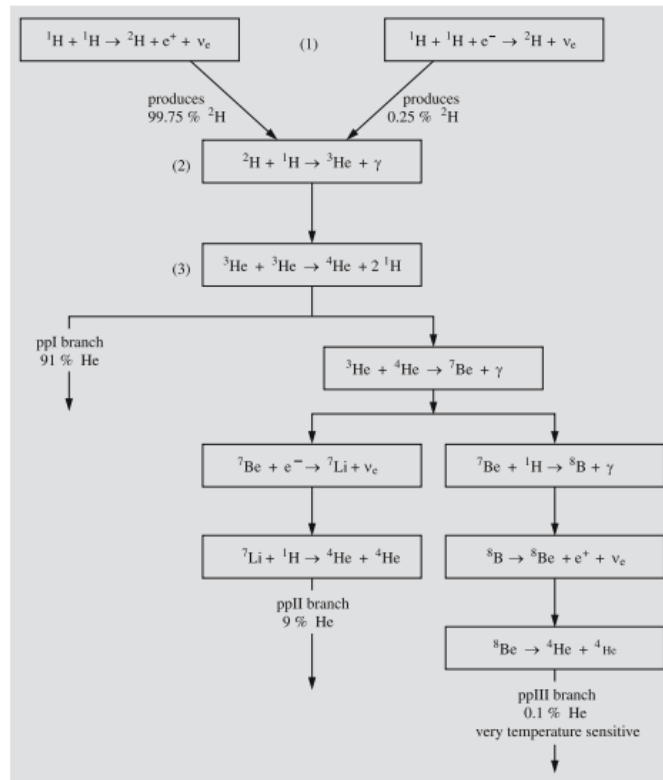 ¹H + ¹H → ²H + e⁺ + νₑ
(1)
¹H + ¹H + e⁻ → ²H + νₑ
produces
99.75 % ²H
produces
0.25 % ²H
(2)
²H + ¹H → ³He + γ
(3)
³He + ³He → ⁴He + 2 ¹H
ppI branch
91 % He
³He + ⁴He → ⁷Be + γ
⁷Be + e⁻ → ⁷Li + νₑ
⁷Be + ¹H → ⁸B + γ
⁷Li + ¹H → ⁴He + ⁴He
⁸B → ⁸Be + e⁺ + νₑ
ppII branch
9 % He
⁸Be → ⁴He + ⁴He
ppIII branch
0.1 % He
very temperature sensitive